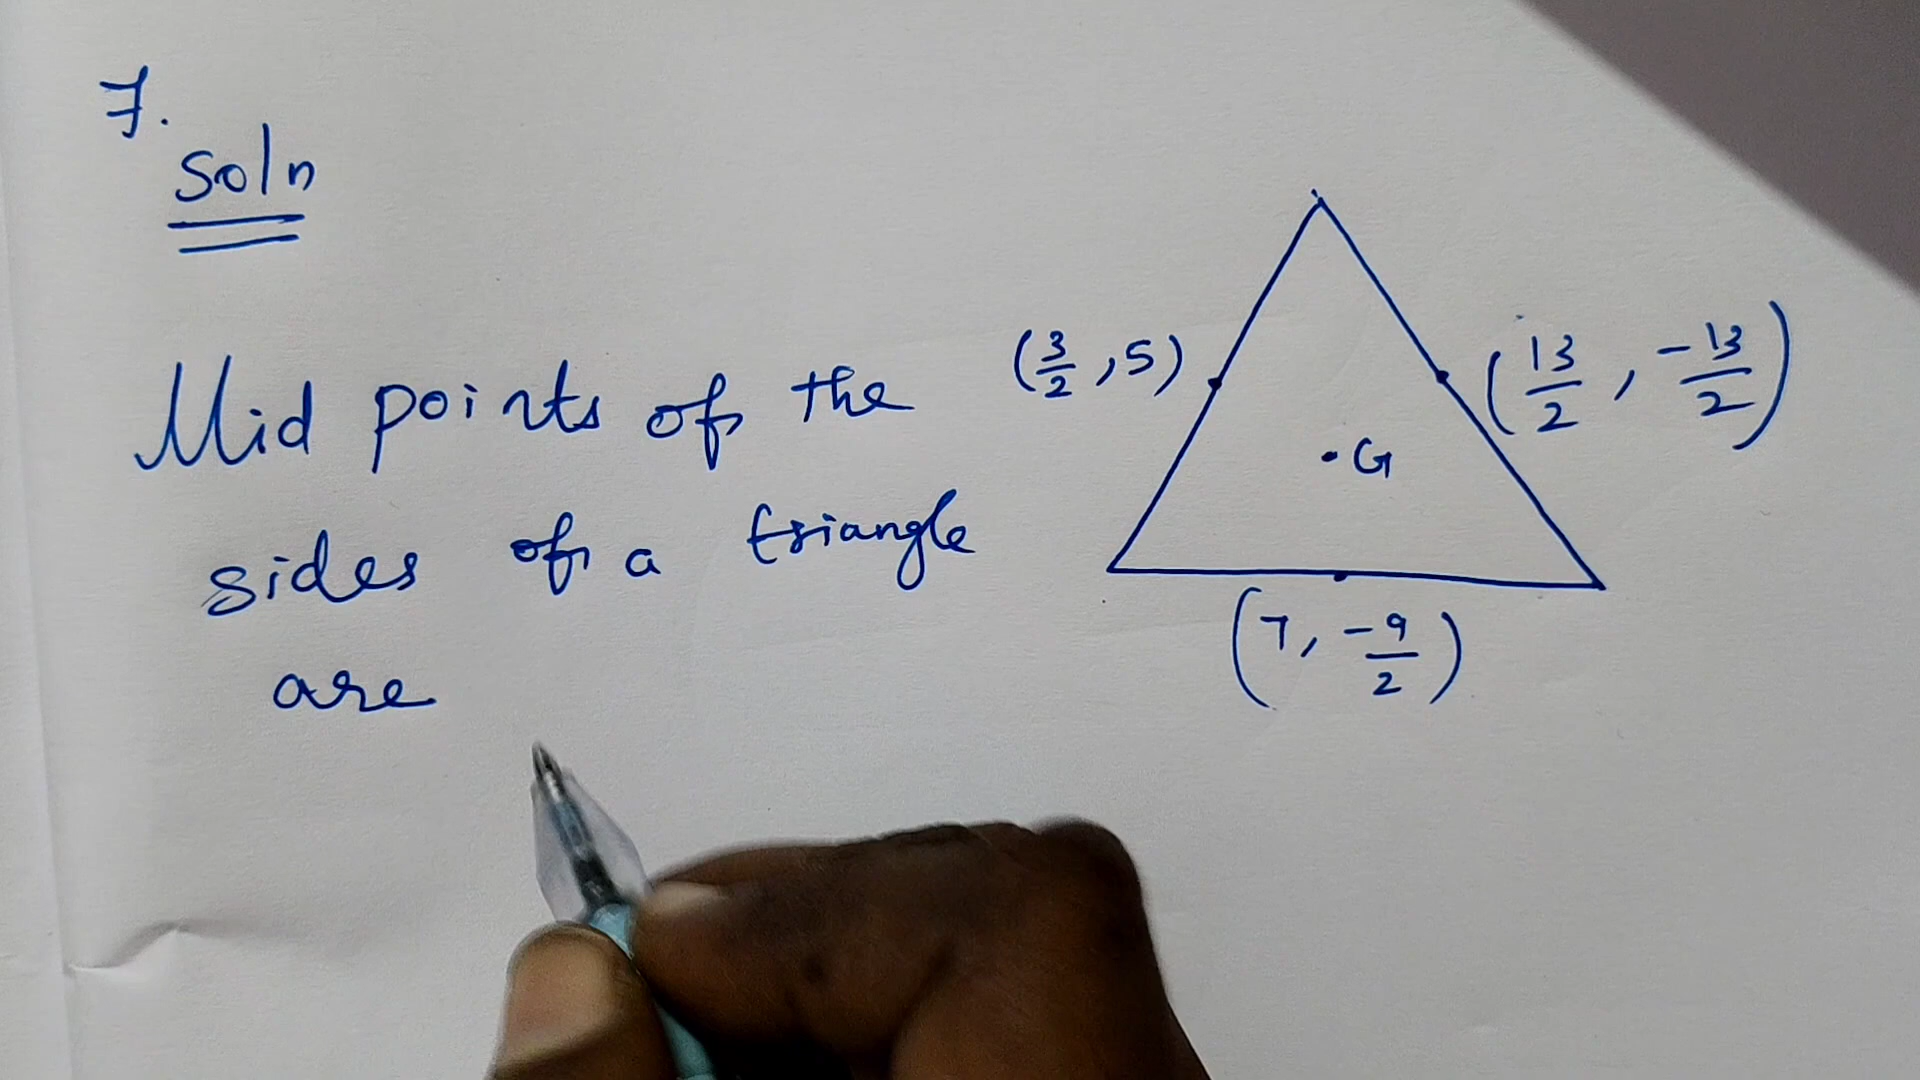 7.
Soln
Mid points of the
sides of a triangle
are
(3/2, 5)
(13/2, -13/2)
G
(7, -9/2)